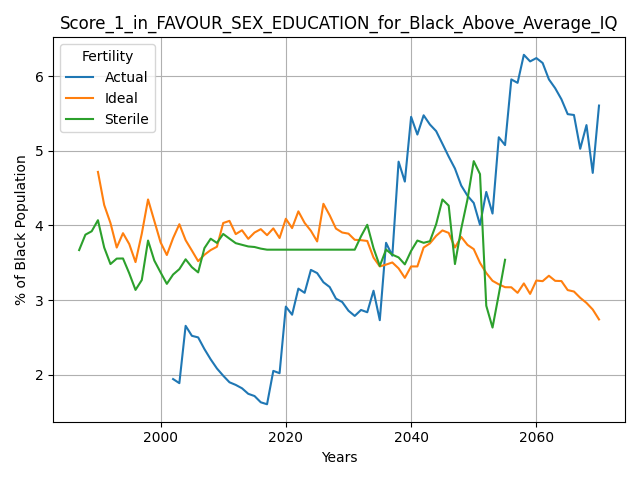 Score_1_in_FAVOUR_SEX_EDUCATION_for_Black_Above_Average_IQ
Fertility
Actual
Ideal
Sterile
% of Black Population
6
5
4
3
2
2000 2020 2040 2060
Years